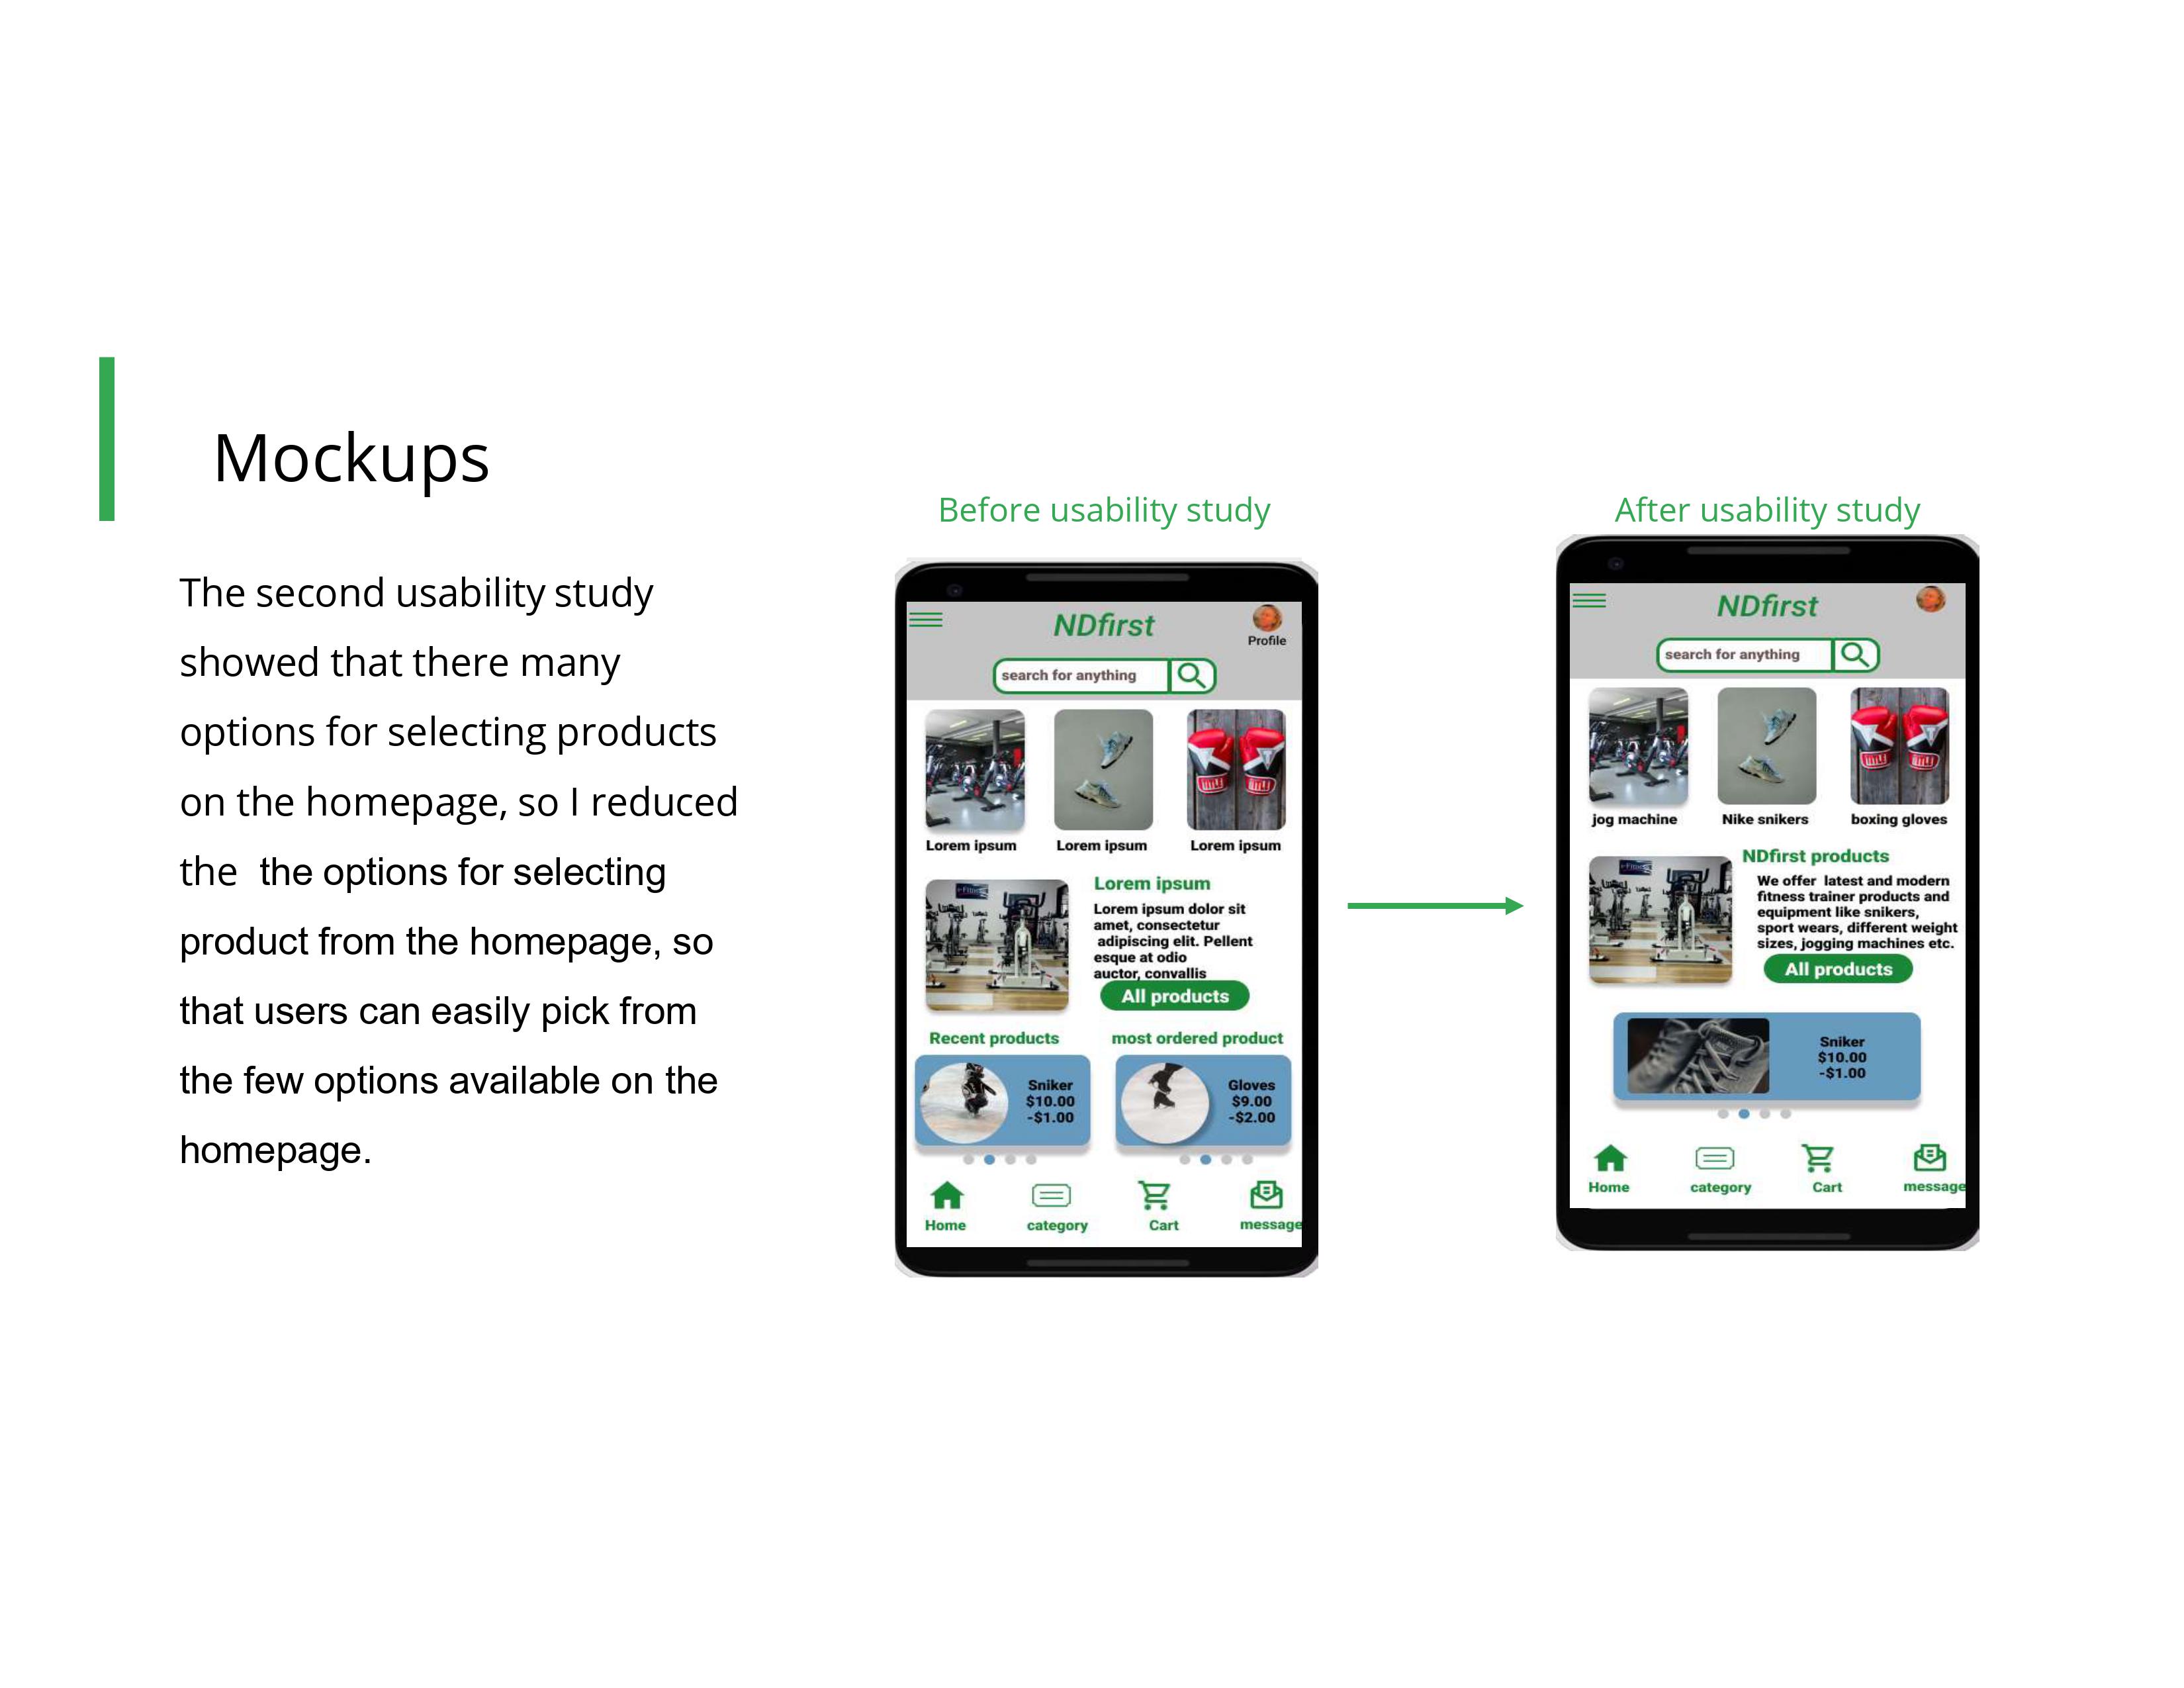 Mockups
The second usability study
showed that there many
options for selecting products
on the homepage, so I reduced
the  the options for selecting
product from the homepage, so
that users can easily pick from
the few options available on the
homepage.
Before usability study
NDfirst
Profile
search for anything
Lorem ipsum
Lorem ipsum
Lorem ipsum
Lorem ipsum
Lorem ipsum dolor sit
amet, consectetur
adipiscing elit. Pellent
esque at odio
auctor, convallis
All products
Recent products
most ordered product
Sniker
$10.00
-$1.00
Gloves
$9.00
-$2.00
Home
category
Cart
message
After usability study
NDfirst
search for anything
jog machine
Nike snikers
boxing gloves
NDfirst products
We offer  latest and modern
fitness trainer products and
equipment like snikers,
sport wears, different weight
sizes, jogging machines etc.
All products
Sniker
$10.00
-$1.00
Home
category
Cart
message